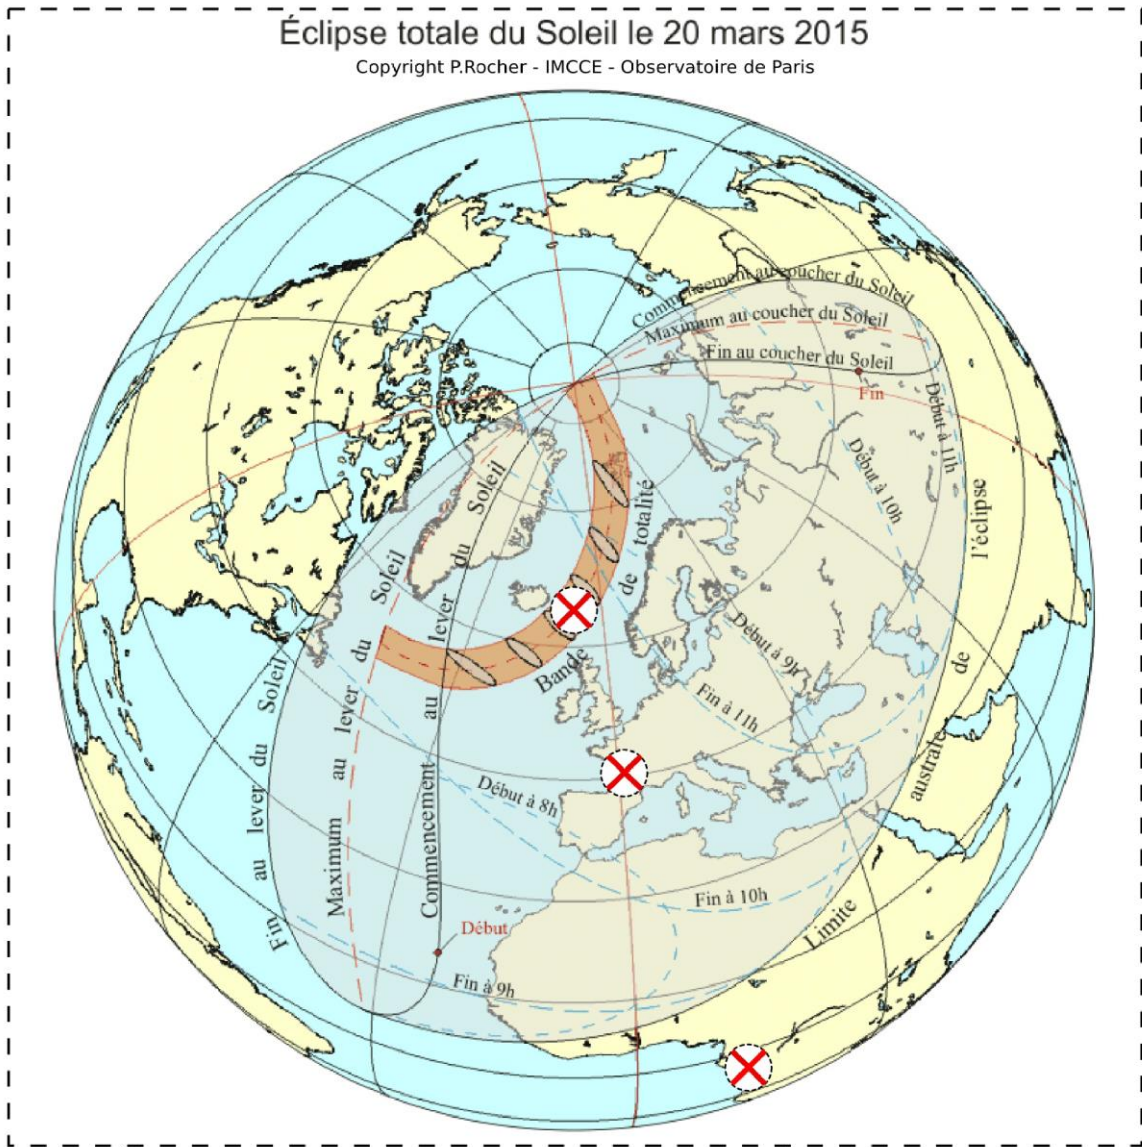 Éclipse totale du Soleil le 20 mars 2015
Copyright P.Rocher - IMCCE - Observatoire de Paris
Commencement au coucher du Soleil
Maximum au coucher du Soleil
Fin au coucher du Soleil
Fin
Début à 11h
Début à 10h
Début à 9h
Fin à 11h
Bande de totalité
Fin au lever du Soleil
Maximum au lever du Soleil
Commencement au lever du Soleil
Début à 8h
Fin à 10h
Début
Fin à 9h
Limite australe de l'éclipse